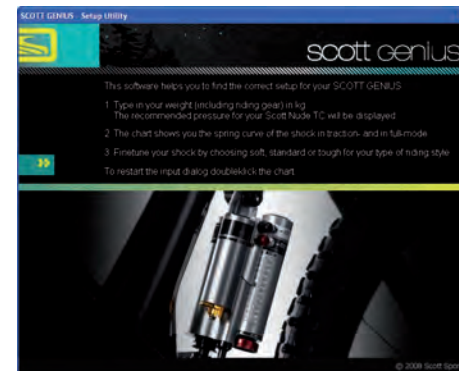 SCOTT GENIUS - Setup Utility
scott genius
This software helps you to find the correct setup for your SCOTT GENIUS
1 Type in your weight (including riding gear) in kg
The recommended pressure for your Scott Nude TC will be displayed
2 The chart shows you the spring curve of the shock in traction- and in full-mode
3 Finetune your shock by choosing soft, standard or tough for your type of riding style
To restart the input dialog doubleklick the chart
© 2008 Scott Spor